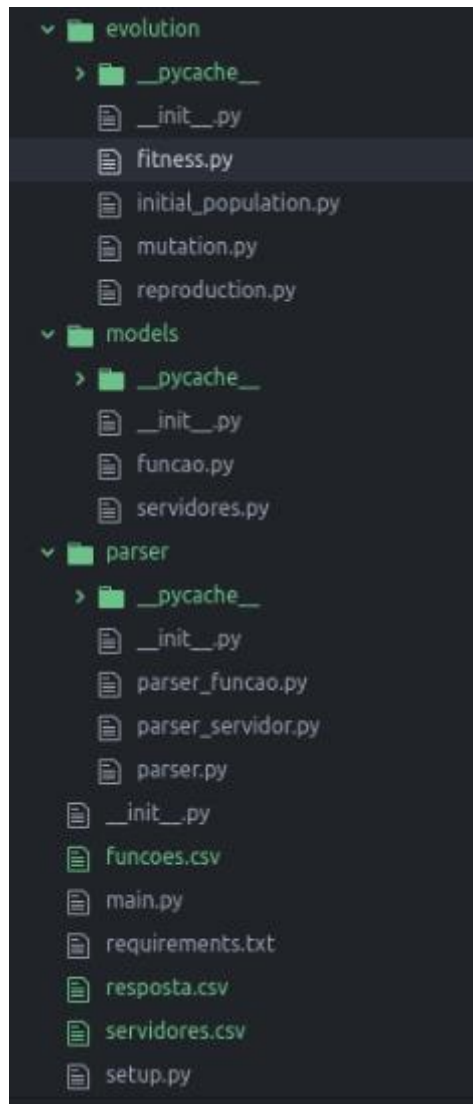 evolution
__pycache__
__init__.py
fitness.py
initial_population.py
mutation.py
reproduction.py
models
__pycache__
__init__.py
funcao.py
servidores.py
parser
__pycache__
__init__.py
parser_funcao.py
parser_servidor.py
parser.py
__init__.py
funcoes.csv
main.py
requirements.txt
resposta.csv
servidores.csv
setup.py